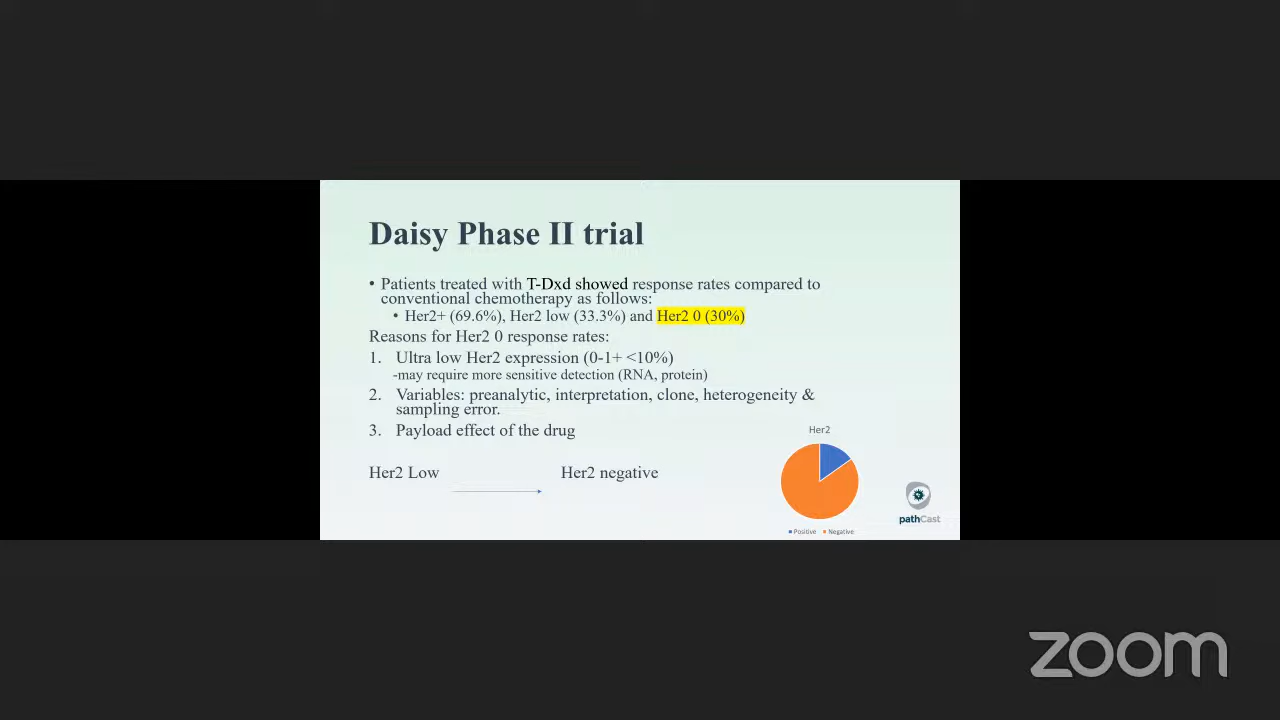 Daisy Phase II trial
• Patients treated with T-Dxd showed response rates compared to
conventional chemotherapy as follows:
• Her2+ (69.6%), Her2 low (33.3%) and Her2 0 (30%)
Reasons for Her2 0 response rates:
1. Ultra low Her2 expression (0-1+ <10%)
-may require more sensitive detection (RNA, protein)
2. Variables: preanalytic, interpretation, clone, heterogeneity &
sampling error.
3. Payload effect of the drug
Her2
Her2 Low Her2 negative
pathCast
Positive Negative
zoom